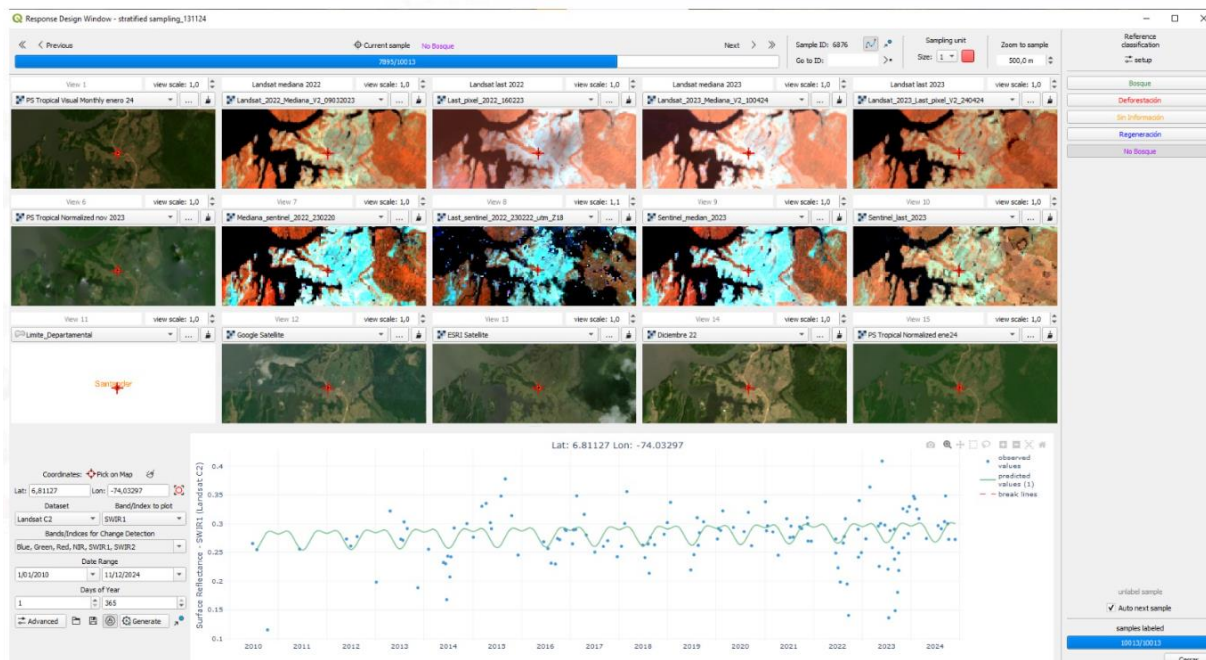 Response Design Window - stratified sampling_131124
Previous
Current sample No Bosque
Next
7895/10013
Sample ID: 6876
Go to ID:
Sampling unit
Size: 1
Zoom to sample
500,0 m
Reference
classification
setup
Bosque
Deforestación
Sin Información
Regeneración
No Bosque
View 1 view scale: 1,0
Landsat mediana 2022 view scale: 1,0
Landsat last 2022 view scale: 1,0
Landsat mediana 2023 view scale: 1,0
Landsat last 2023 view scale: 1,0
PS Tropical Visual Monthly enero 24 ...
Landsat_2022_Mediana_V2_09032023 ...
Last_pixel_2022_160223 ...
Landsat_2023_Mediana_V2_100424 ...
Landsat_2023_Last_pixel_V2_240424 ...
View 6 view scale: 1,0
View 7 view scale: 1,0
View 8 view scale: 1,1
View 9 view scale: 1,0
View 10 view scale: 1,0
PS Tropical Normalized nov 2023 ...
Mediana_sentinel_2022_230220 ...
Last_sentinel_2022_230222_utm_Z18 ...
Sentinel_median_2023 ...
Sentinel_last_2023 ...
View 11 view scale: 1,0
View 12 view scale: 1,0
View 13 view scale: 1,0
View 14 view scale: 1,0
View 15 view scale: 1,0
Limite_Departamental ...
Google Satellite ...
ESRI Satellite ...
Diciembre 22 ...
PS Tropical Normalized ene24 ...
Santander
Coordinates: Pick on Map
Lat: 6,81127 Lon: -74,03297
Dataset Band/Index to plot
Landsat C2 SWIR1
Bands/Indices for Change Detection
Blue, Green, Red, NIR, SWIR1, SWIR2
Date Range
1/01/2010 11/12/2024
Days of Year
1 365
Advanced Generate
Lat: 6.81127 Lon: -74.03297
Surface Reflectance - SWIR1 (Landsat C2)
0.4
0.35
0.3
0.25
0.2
0.15
0.1
2010 2011 2012 2013 2014 2015 2016 2017 2018 2019 2020 2021 2022 2023 2024
observed
values
predicted
values (1)
break lines
unlabel sample
Auto next sample
samples labeled
10013/10013
Cerrar